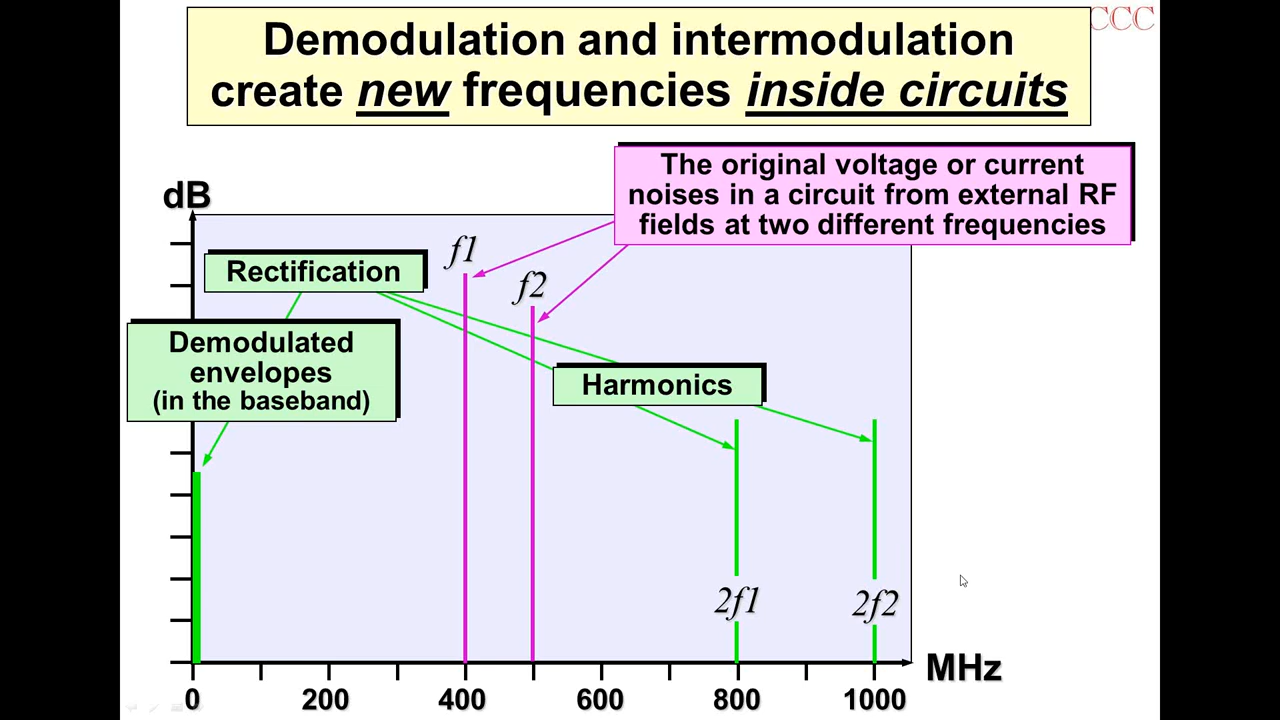 Demodulation and intermodulation
create new frequencies inside circuits
CCC
The original voltage or current
noises in a circuit from external RF
fields at two different frequencies
dB
f1
f2
Rectification
Demodulated
envelopes
(in the baseband)
Harmonics
2f1
2f2
MHz
0
200
400
600
800
1000